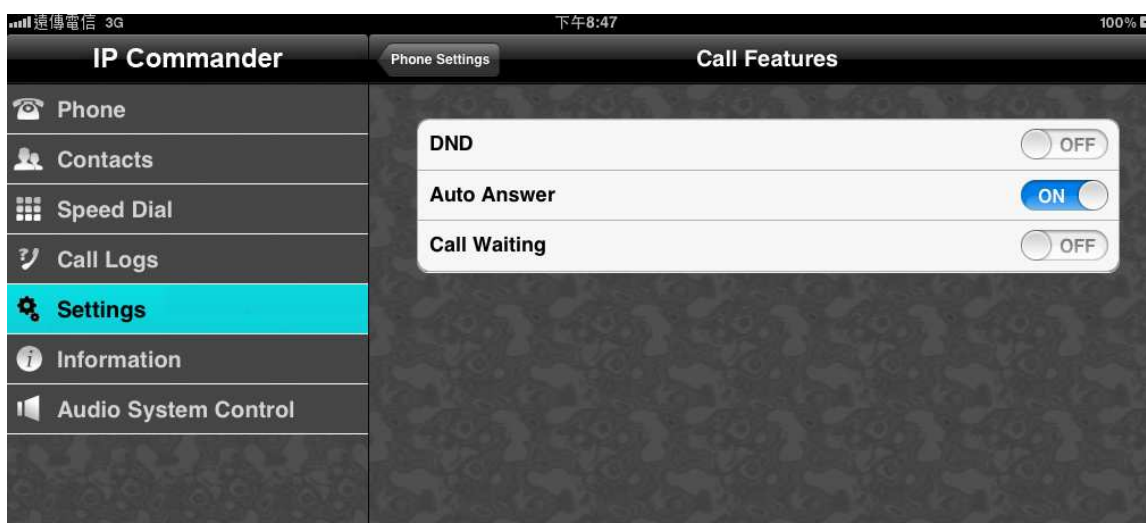 遠傳電信 3G 下午8:47 100%
IP Commander
Phone Settings
Call Features
Phone
Contacts
Speed Dial
Call Logs
Settings
Information
Audio System Control
DND OFF
Auto Answer ON
Call Waiting OFF